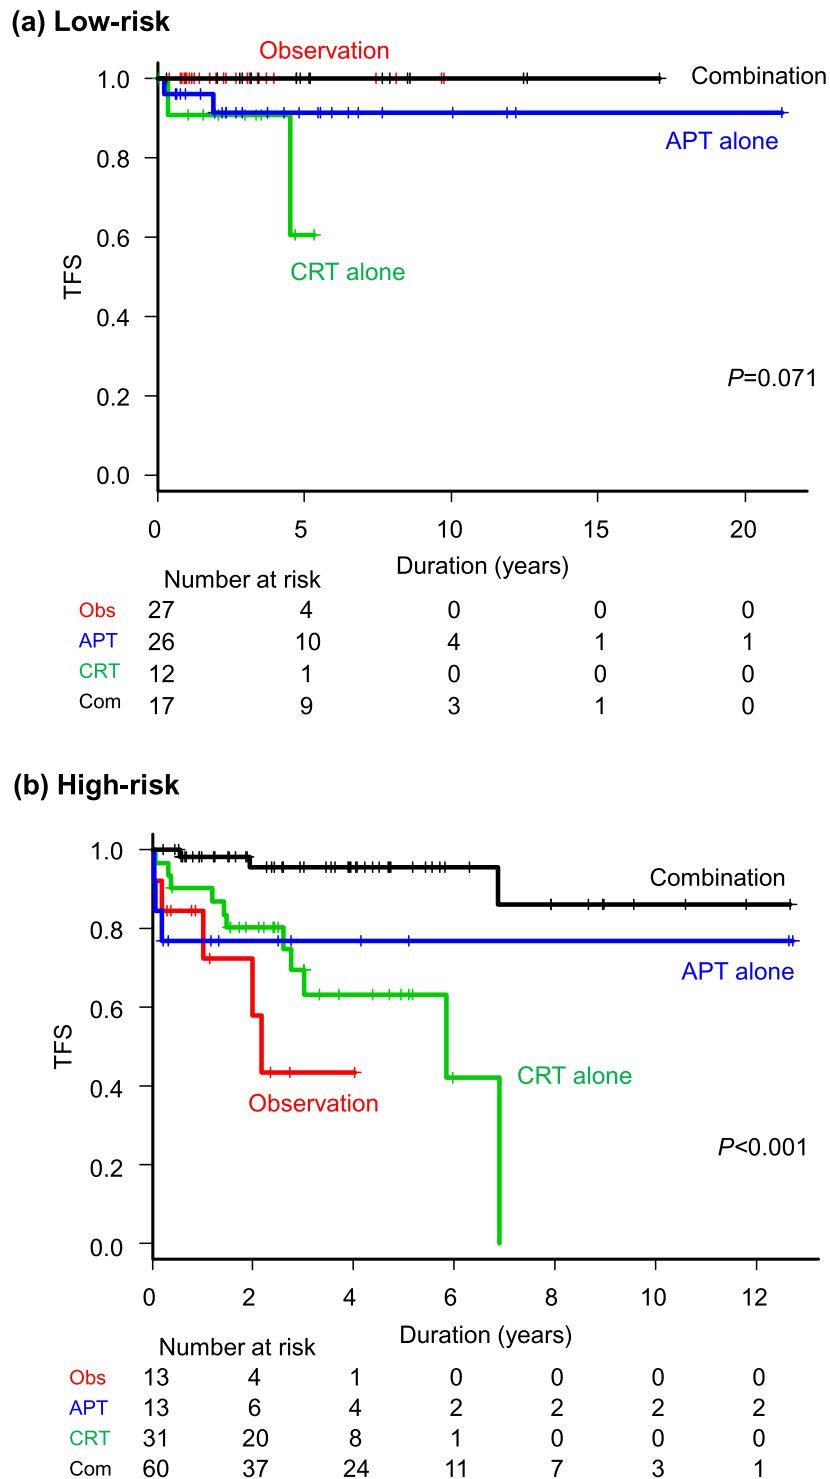 (a) Low-risk
Observation
1.0
Combination
APT alone
0.8
0.6
CRT alone
TFS
0.4
P=0.071
0.2
0.0
0 5 10 15 20
Duration (years)
Number at risk
Obs 27 4 0 0 0
APT 26 10 4 1 1
CRT 12 1 0 0 0
Com 17 9 3 1 0
(b) High-risk
1.0
Combination
0.8
APT alone
0.6
TFS
CRT alone
0.4
Observation
P<0.001
0.2
0.0
0 2 4 6 8 10 12
Duration (years)
Number at risk
Obs 13 4 1 0 0 0 0
APT 13 6 4 2 2 2 2
CRT 31 20 8 1 0 0 0
Com 60 37 24 11 7 3 1